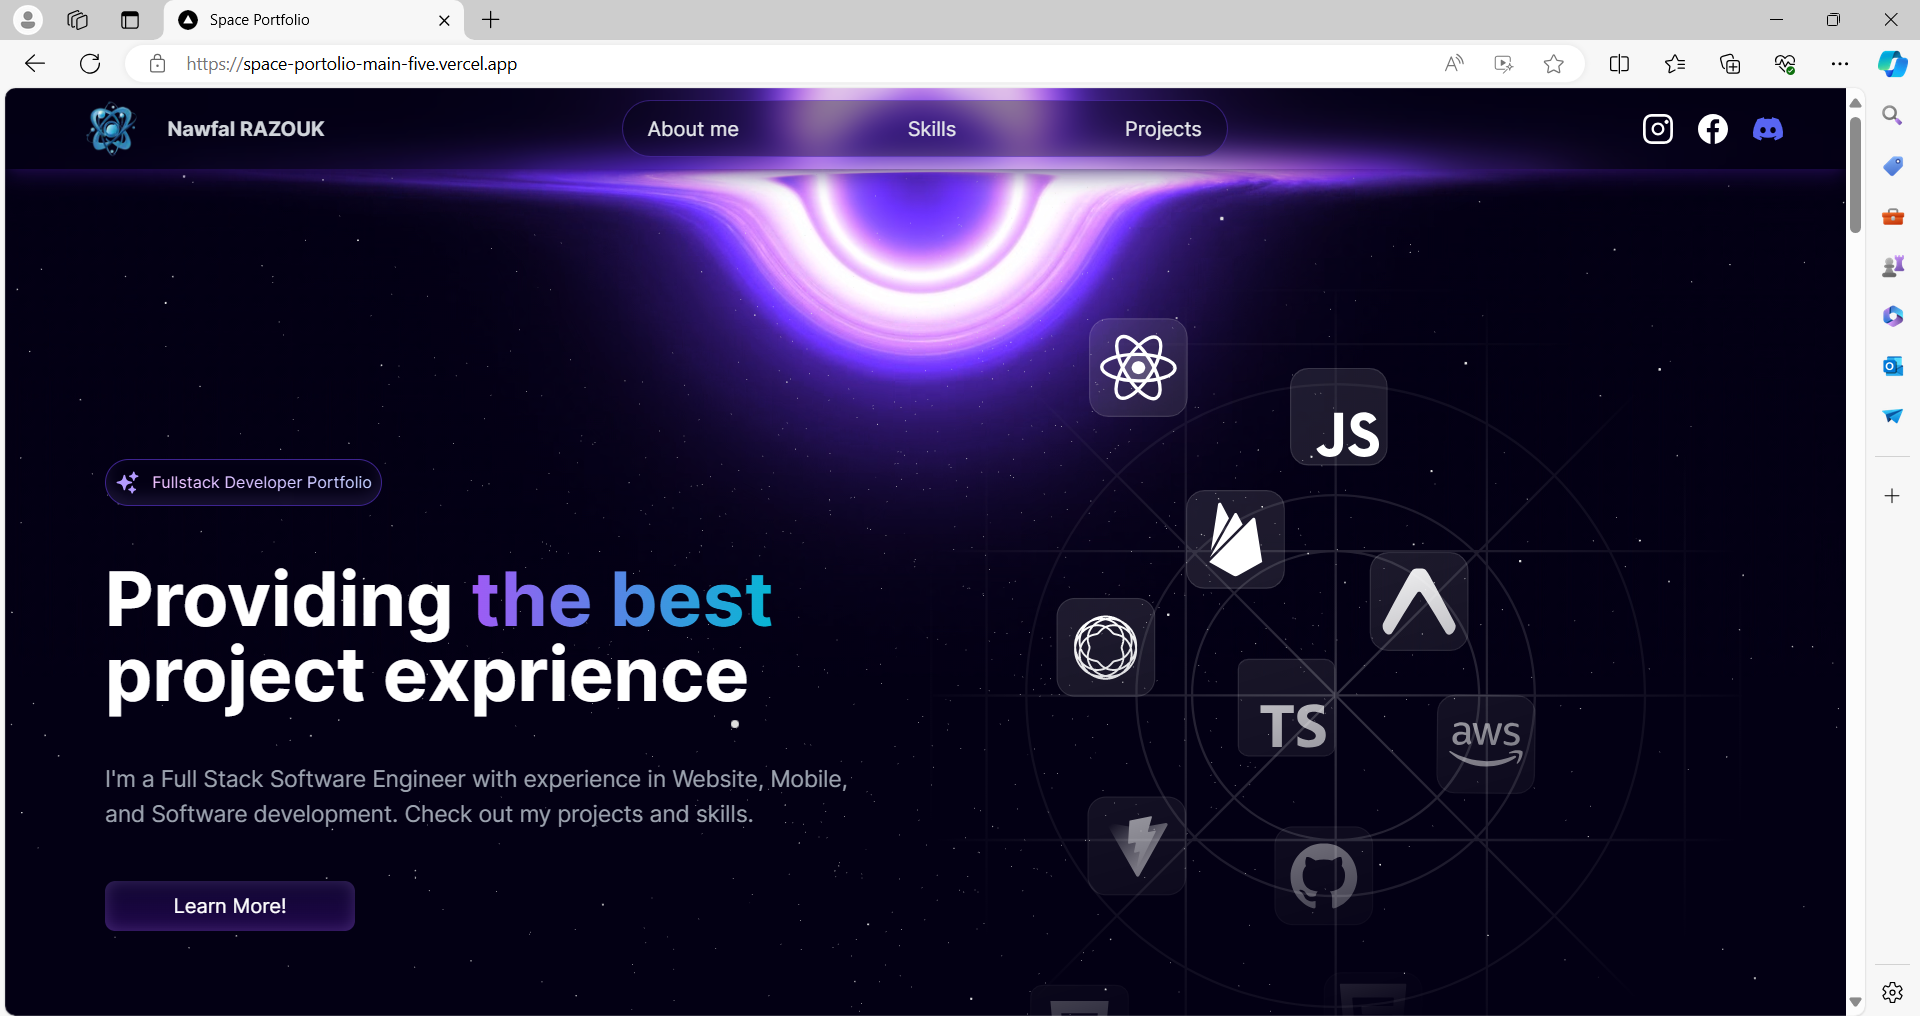 Space Portfolio
https://space-portolio-main-five.vercel.app
Nawfal RAZOUK
About me
Skills
Projects
JS
Fullstack Developer Portfolio
Providing the best
project exprience
TS
aws
I'm a Full Stack Software Engineer with experience in Website, Mobile,
and Software development. Check out my projects and skills.
Learn More!